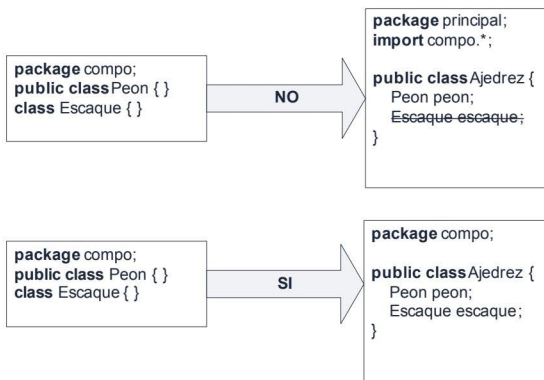 package compo;
public class Peon { }
class Escaque { }
NO
package principal;
import compo.*;
public class Ajedrez {
Peon peon;
Escaque escaque;
}
package compo;
public class Peon { }
class Escaque { }
SI
package compo;
public class Ajedrez {
Peon peon;
Escaque escaque;
}